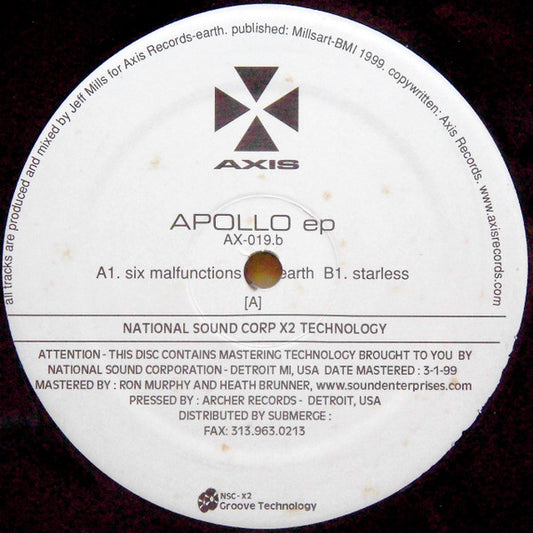 all tracks are produced and mixed by Jeff Mills for Axis Records-earth. published: Millsart-BMI 1999. copywritten: Axis Records. www.axisrecords.com
AXIS
APOLLO ep
AX-019.b
A1. six malfunctions earth B1. starless
[A]
NATIONAL SOUND CORP X2 TECHNOLOGY
ATTENTION - THIS DISC CONTAINS MASTERING TECHNOLOGY BROUGHT TO YOU BY
NATIONAL SOUND CORPORATION - DETROIT MI, USA DATE MASTERED : 3-1-99
MASTERED BY : RON MURPHY AND HEATH BRUNNER, www.soundenterprises.com
PRESSED BY : ARCHER RECORDS - DETROIT, USA
DISTRIBUTED BY SUBMERGE :
FAX: 313.963.0213
NSC- X2
Groove Technology